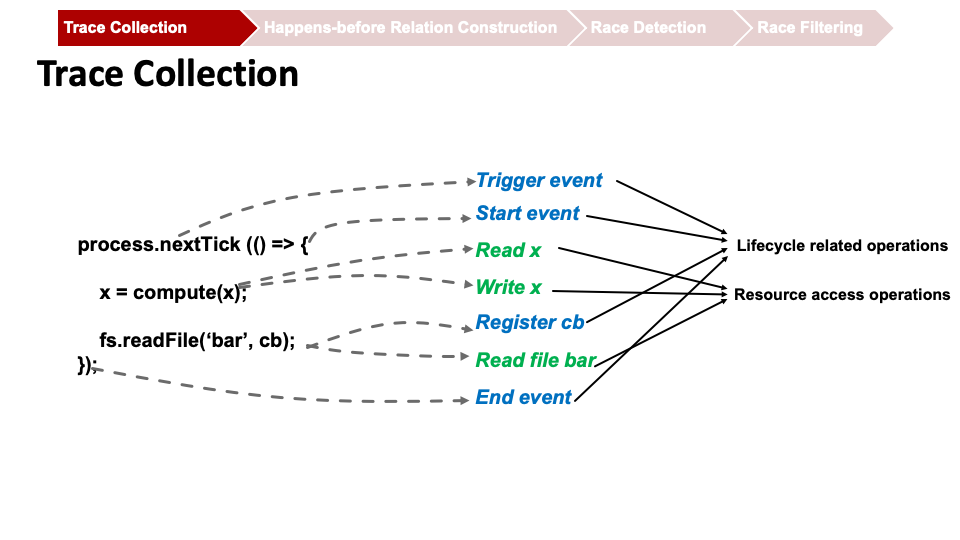 Trace Collection
Happens-before Relation Construction
Race Detection
Race Filtering
Trace Collection
process.nextTick (() => {
x = compute(x);
fs.readFile(‘bar’, cb);
});
Trigger event
Start event
Read x
Write x
Register cb
Read file bar
End event
Lifecycle related operations
Resource access operations